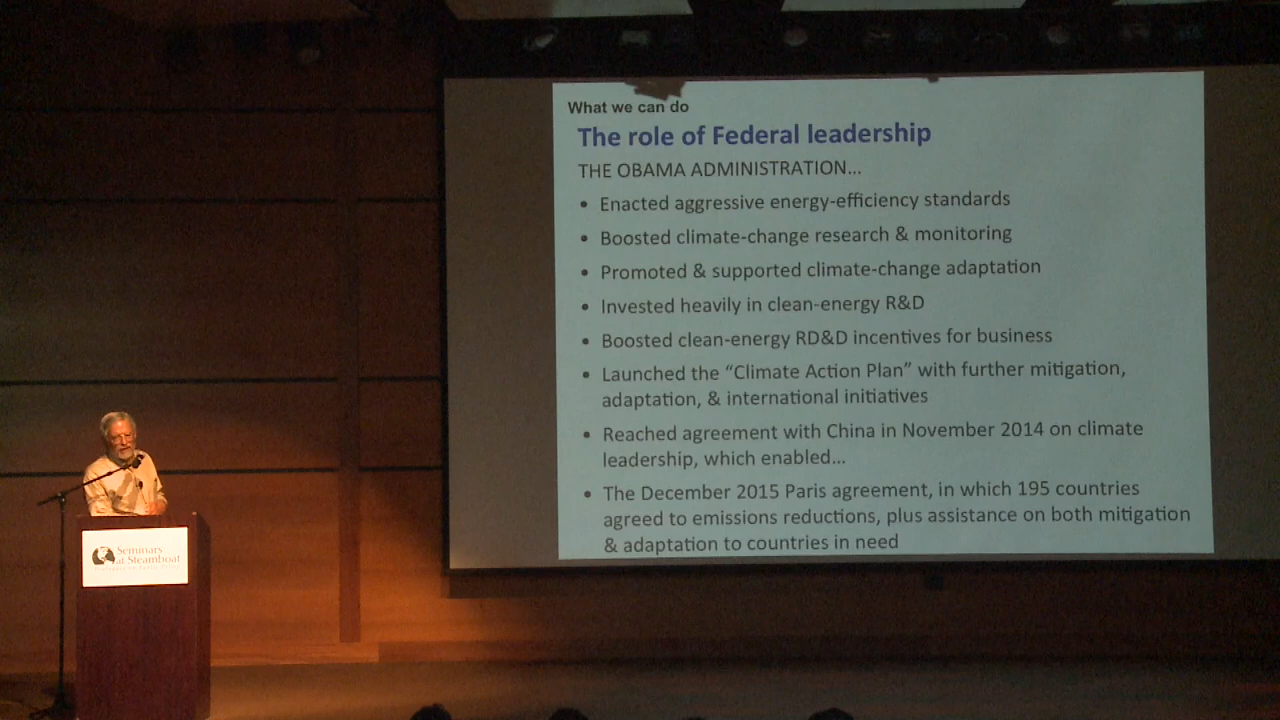 What we can do
The role of Federal leadership
THE OBAMA ADMINISTRATION...
• Enacted aggressive energy-efficiency standards
• Boosted climate-change research & monitoring
• Promoted & supported climate-change adaptation
• Invested heavily in clean-energy R&D
• Boosted clean-energy RD&D incentives for business
• Launched the “Climate Action Plan” with further mitigation,
adaptation, & international initiatives
• Reached agreement with China in November 2014 on climate
leadership, which enabled...
• The December 2015 Paris agreement, in which 195 countries
agreed to emissions reductions, plus assistance on both mitigation
& adaptation to countries in need
Seminars
at Steamboat